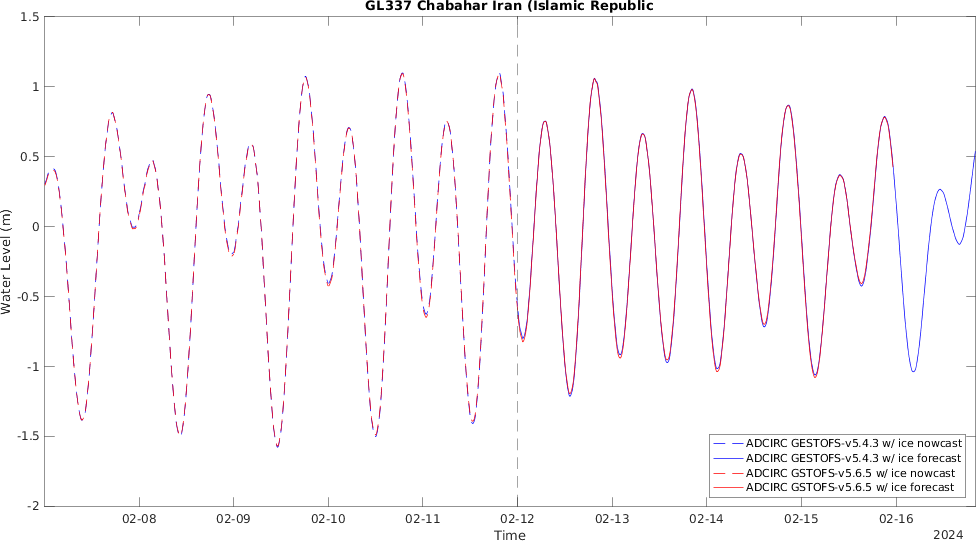 GL337 Chabahar Iran (Islamic Republic
1.5
1
0.5
0
-0.5
-1
-1.5
-2
Water Level (m)
ADCIRC GESTOFS-v5.4.3 w/ ice nowcast
ADCIRC GESTOFS-v5.4.3 w/ ice forecast
ADCIRC GSTOFS-v5.6.5 w/ ice nowcast
ADCIRC GSTOFS-v5.6.5 w/ ice forecast
02-08 02-09 02-10 02-11 02-12 02-13 02-14 02-15 02-16
Time
2024